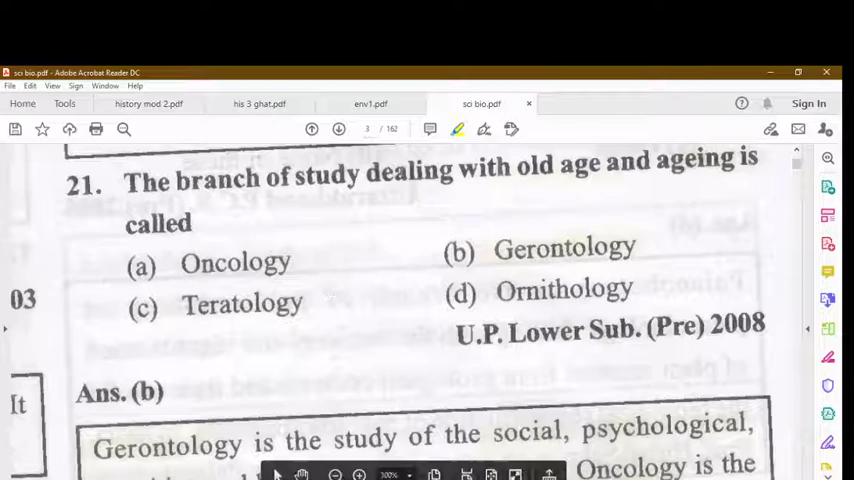 sci bio.pdf - Adobe Acrobat Reader DC
File Edit View Sign Window Help
Home Tools history mod 2.pdf his 3 ghat.pdf env1.pdf sci bio.pdf × Sign In
3 / 162
21. The branch of study dealing with old age and ageing is
called
(a) Oncology (b) Gerontology
03
(c) Teratology (d) Ornithology
U.P. Lower Sub. (Pre) 2008
Ans. (b)
It
Gerontology is the study of the social, psychological,
Oncology is the
300%